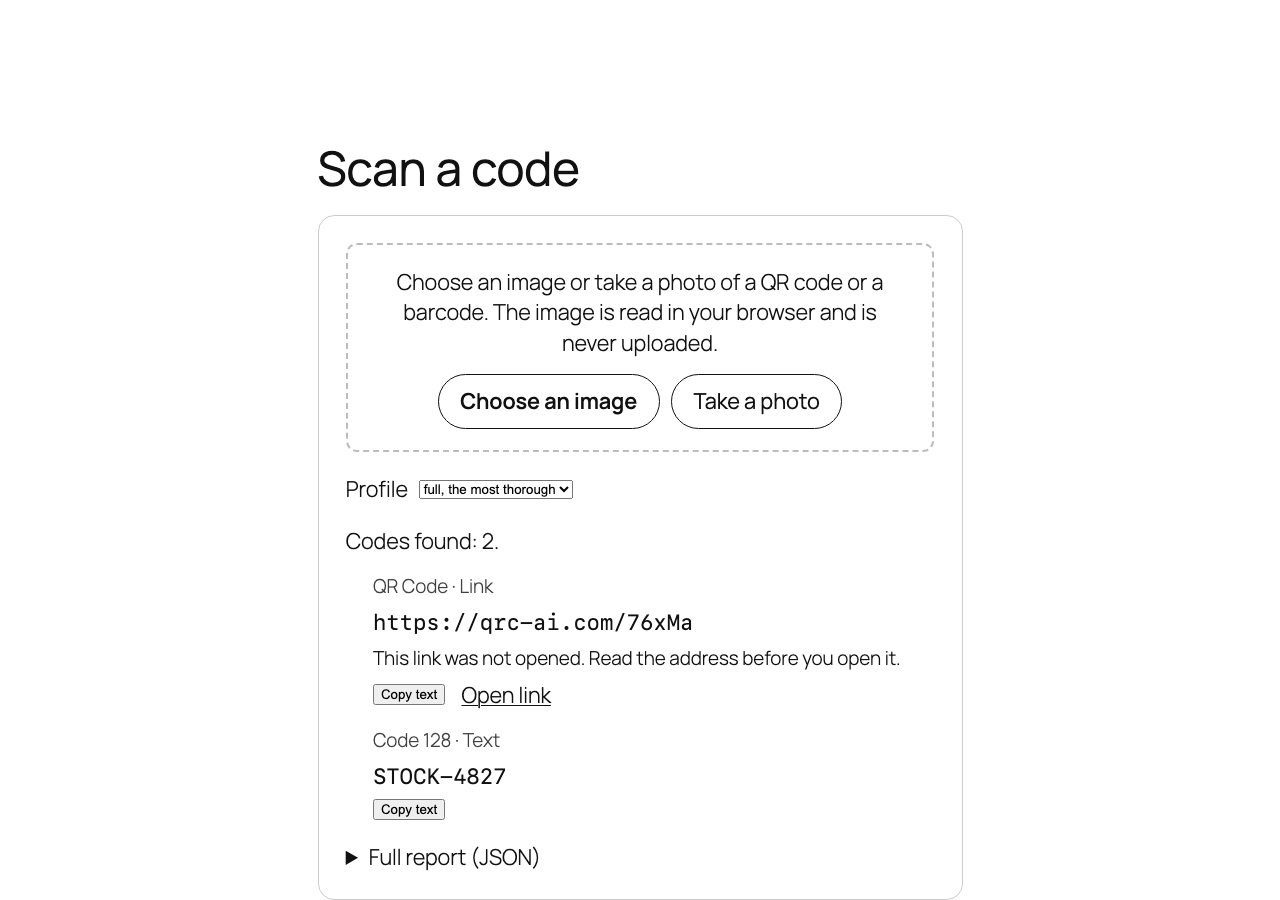 Scan a code
Choose an image or take a photo of a QR code or a
barcode. The image is read in your browser and is
never uploaded.
Choose an image
Take a photo
Profile
full, the most thorough
Codes found: 2.
QR Code · Link
https://qrc-ai.com/76xMa
This link was not opened. Read the address before you open it.
Copy text
Open link
Code 128 · Text
STOCK-4827
Copy text
Full report (JSON)